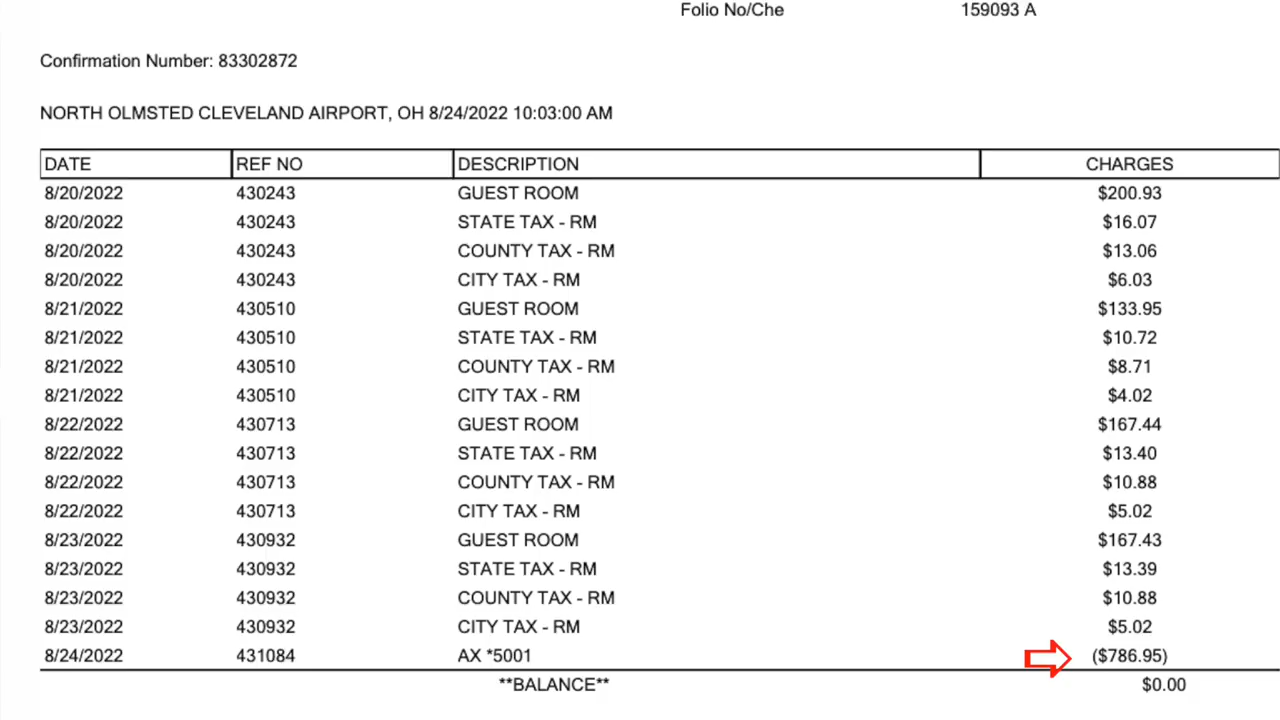 Folio No/Che 159093 A
Confirmation Number: 83302872
NORTH OLMSTED CLEVELAND AIRPORT, OH 8/24/2022 10:03:00 AM
DATE REF NO DESCRIPTION CHARGES
8/20/2022 430243 GUEST ROOM $200.93
8/20/2022 430243 STATE TAX - RM $16.07
8/20/2022 430243 COUNTY TAX - RM $13.06
8/20/2022 430243 CITY TAX - RM $6.03
8/21/2022 430510 GUEST ROOM $133.95
8/21/2022 430510 STATE TAX - RM $10.72
8/21/2022 430510 COUNTY TAX - RM $8.71
8/21/2022 430510 CITY TAX - RM $4.02
8/22/2022 430713 GUEST ROOM $167.44
8/22/2022 430713 STATE TAX - RM $13.40
8/22/2022 430713 COUNTY TAX - RM $10.88
8/22/2022 430713 CITY TAX - RM $5.02
8/23/2022 430932 GUEST ROOM $167.43
8/23/2022 430932 STATE TAX - RM $13.39
8/23/2022 430932 COUNTY TAX - RM $10.88
8/23/2022 430932 CITY TAX - RM $5.02
8/24/2022 431084 AX *5001 ($786.95)
**BALANCE** $0.00